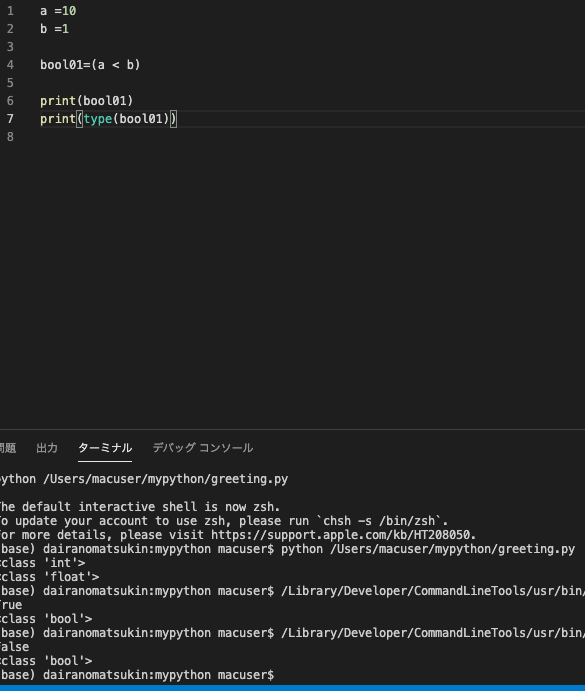 1 a =10
2 b =1
3
4 bool01=(a < b)
5
6 print(bool01)
7 print(type(bool01))
8
問題 出力 ターミナル デバッグ コンソール
ython /Users/macuser/mypython/greeting.py
he default interactive shell is now zsh.
o update your account to use zsh, please run `chsh -s /bin/zsh`.
or more details, please visit https://support.apple.com/kb/HT208050.
base) dairanomatsukin:mypython macuser$ python /Users/macuser/mypython/greeting.py
class 'int'>
class 'float'>
base) dairanomatsukin:mypython macuser$ /Library/Developer/CommandLineTools/usr/bin/
True
class 'bool'>
base) dairanomatsukin:mypython macuser$ /Library/Developer/CommandLineTools/usr/bin/
alse
class 'bool'>
base) dairanomatsukin:mypython macuser$